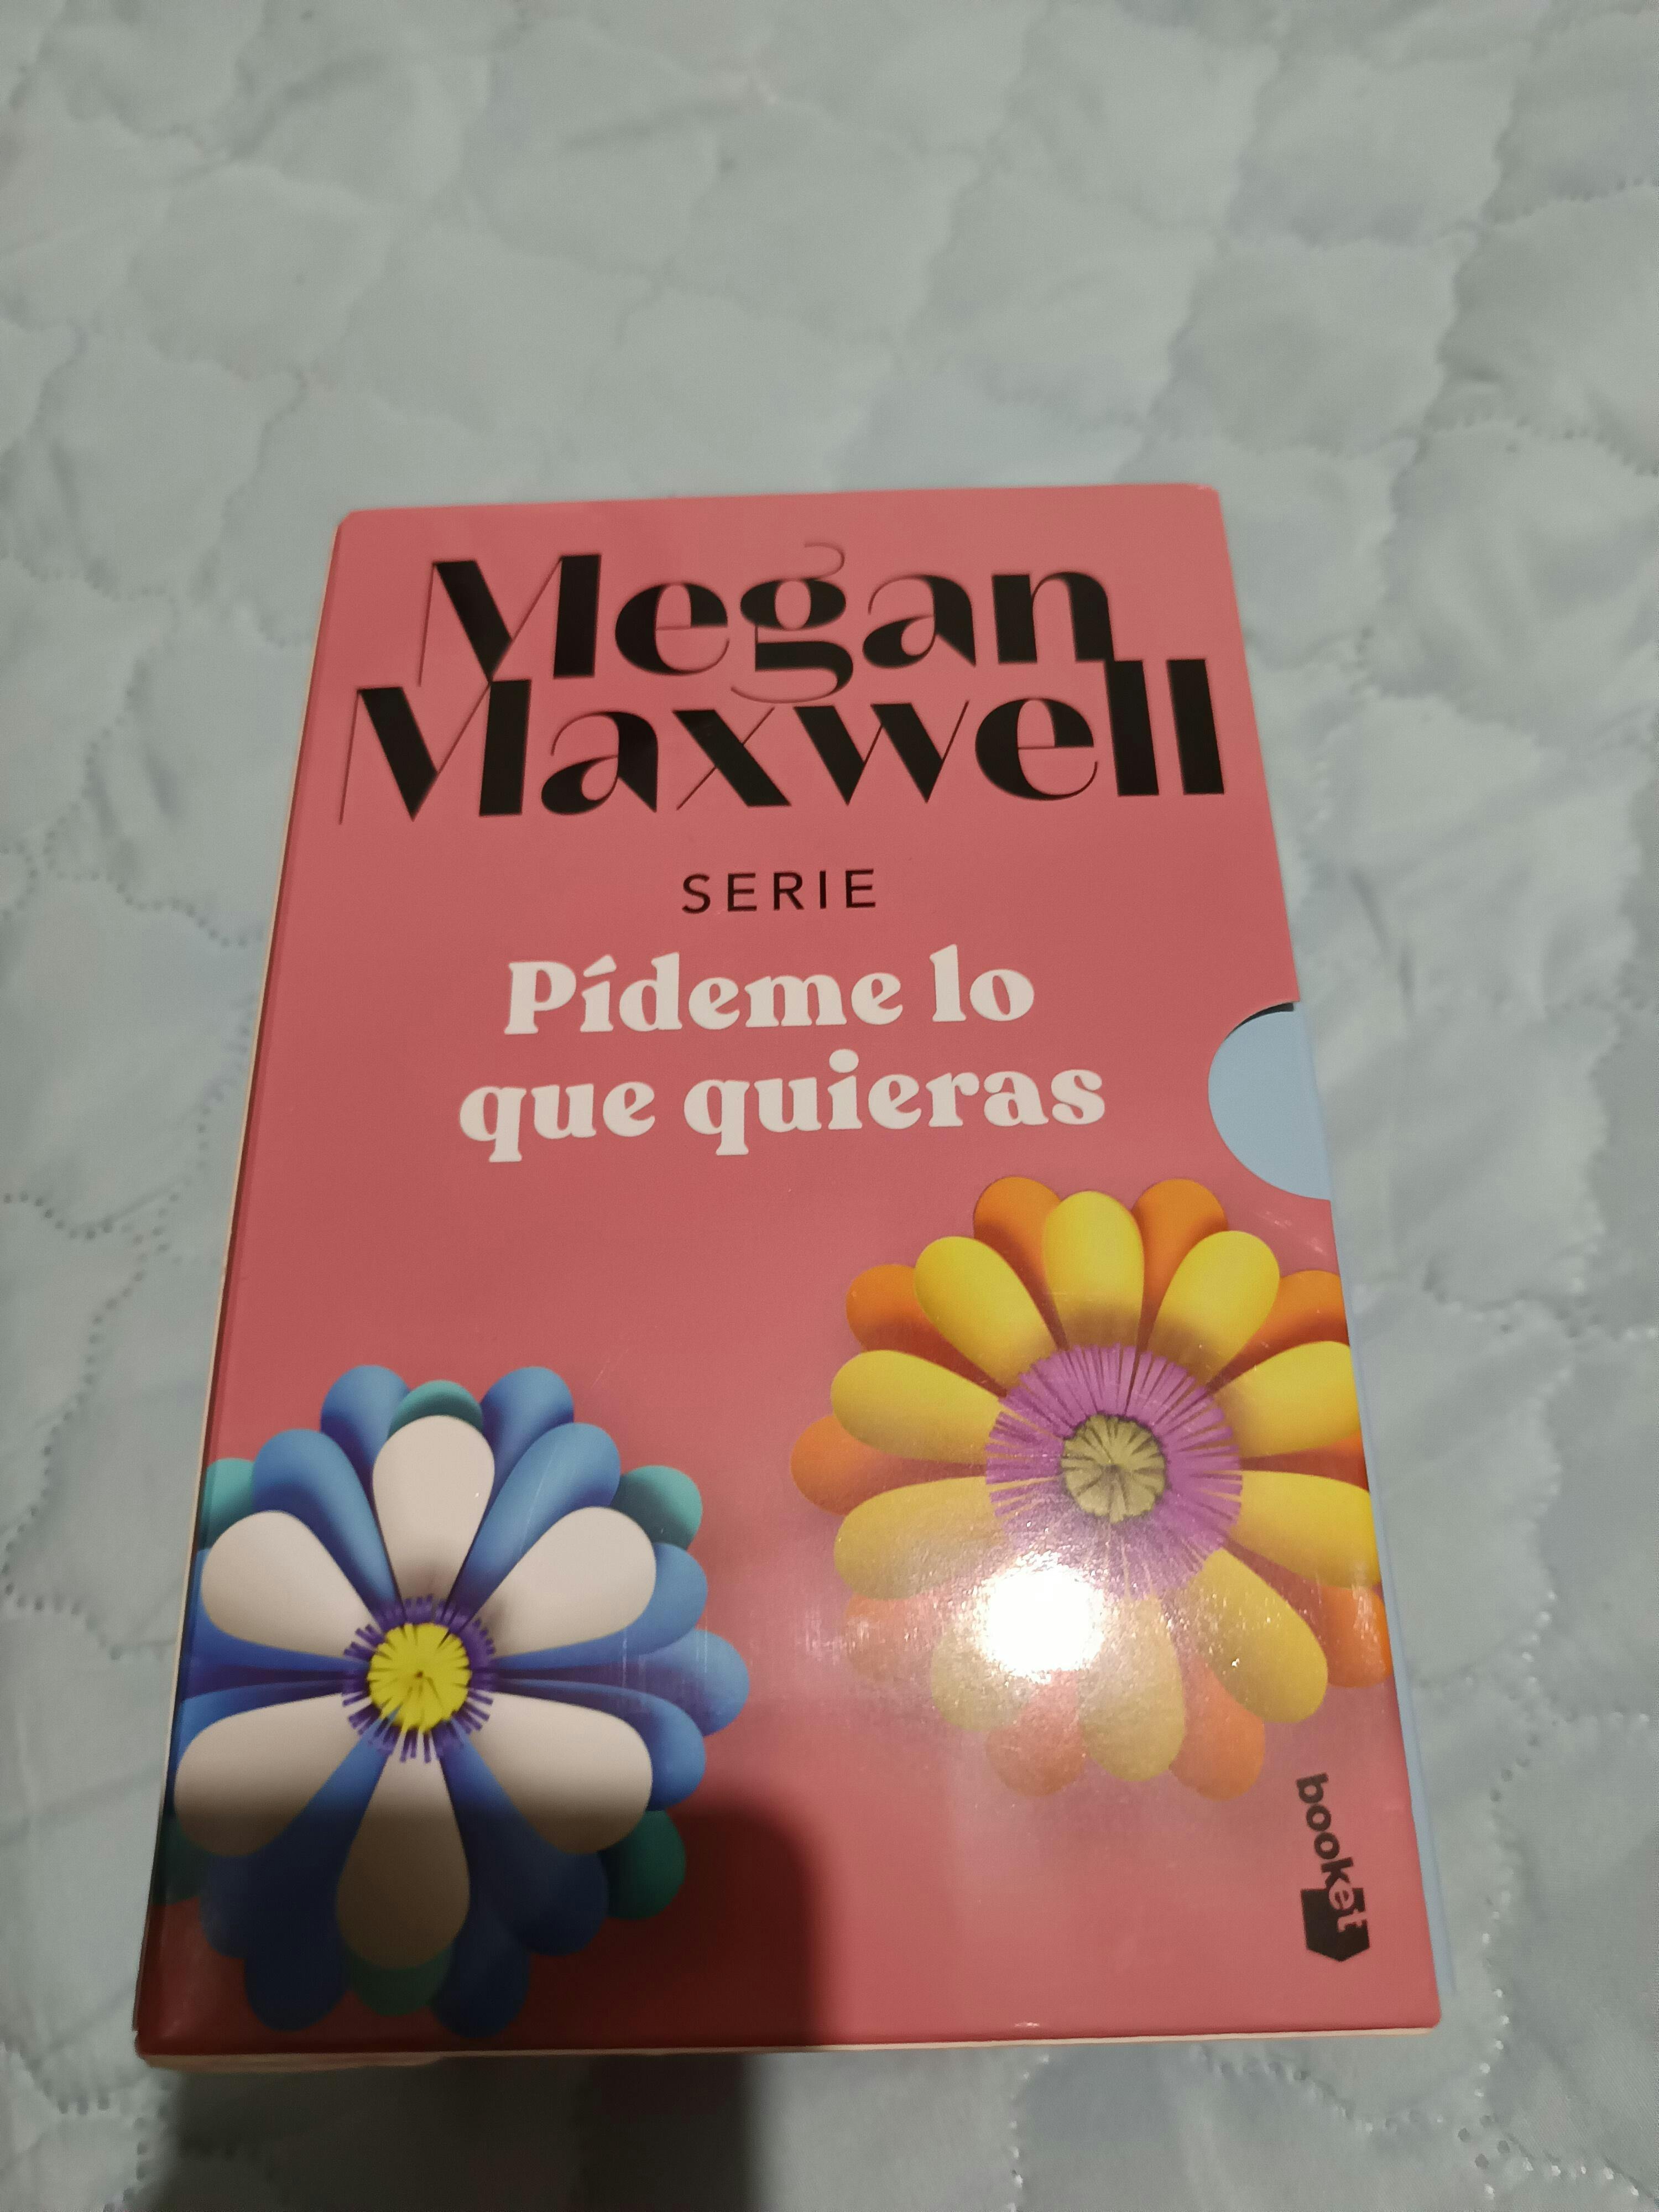 Megan
Maxwell
SERIE
Pídeme lo
que quieras
booket